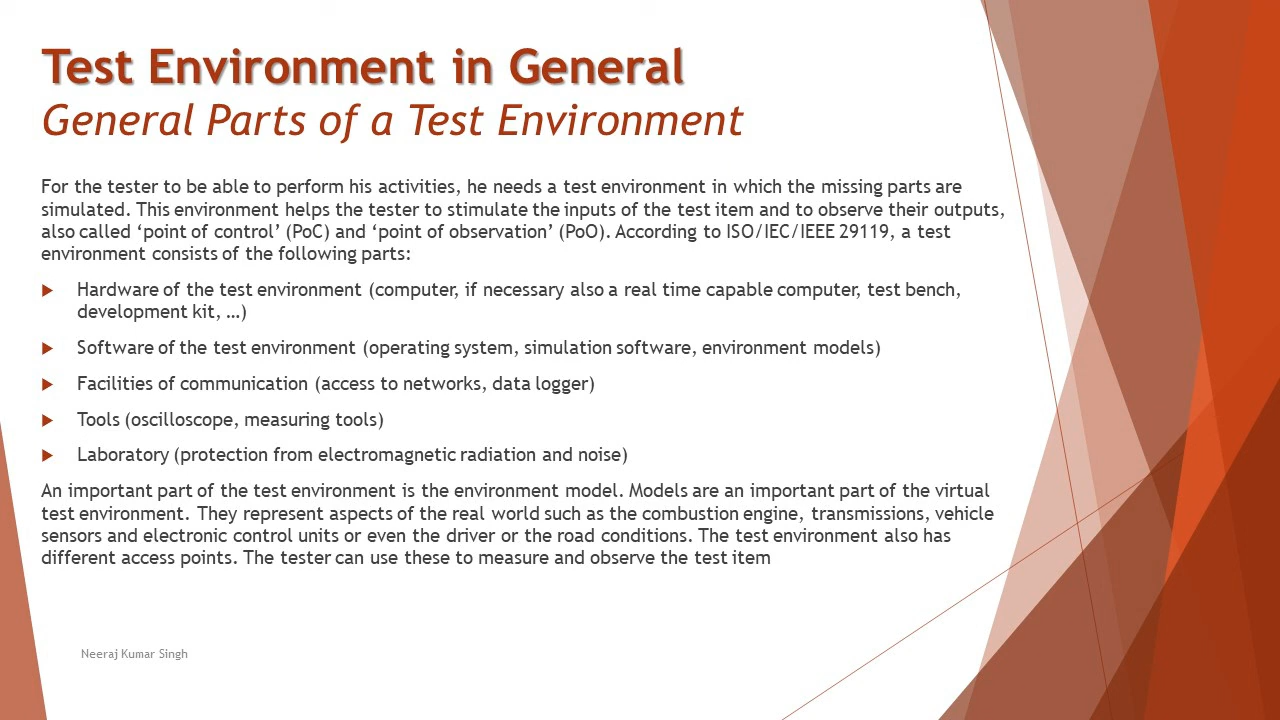 Test Environment in General
General Parts of a Test Environment
For the tester to be able to perform his activities, he needs a test environment in which the missing parts are
simulated. This environment helps the tester to stimulate the inputs of the test item and to observe their outputs,
also called ‘point of control’ (PoC) and ‘point of observation’ (PoO). According to ISO/IEC/IEEE 29119, a test
environment consists of the following parts:
Hardware of the test environment (computer, if necessary also a real time capable computer, test bench,
development kit, …)
Software of the test environment (operating system, simulation software, environment models)
Facilities of communication (access to networks, data logger)
Tools (oscilloscope, measuring tools)
Laboratory (protection from electromagnetic radiation and noise)
An important part of the test environment is the environment model. Models are an important part of the virtual
test environment. They represent aspects of the real world such as the combustion engine, transmissions, vehicle
sensors and electronic control units or even the driver or the road conditions. The test environment also has
different access points. The tester can use these to measure and observe the test item
Neeraj Kumar Singh